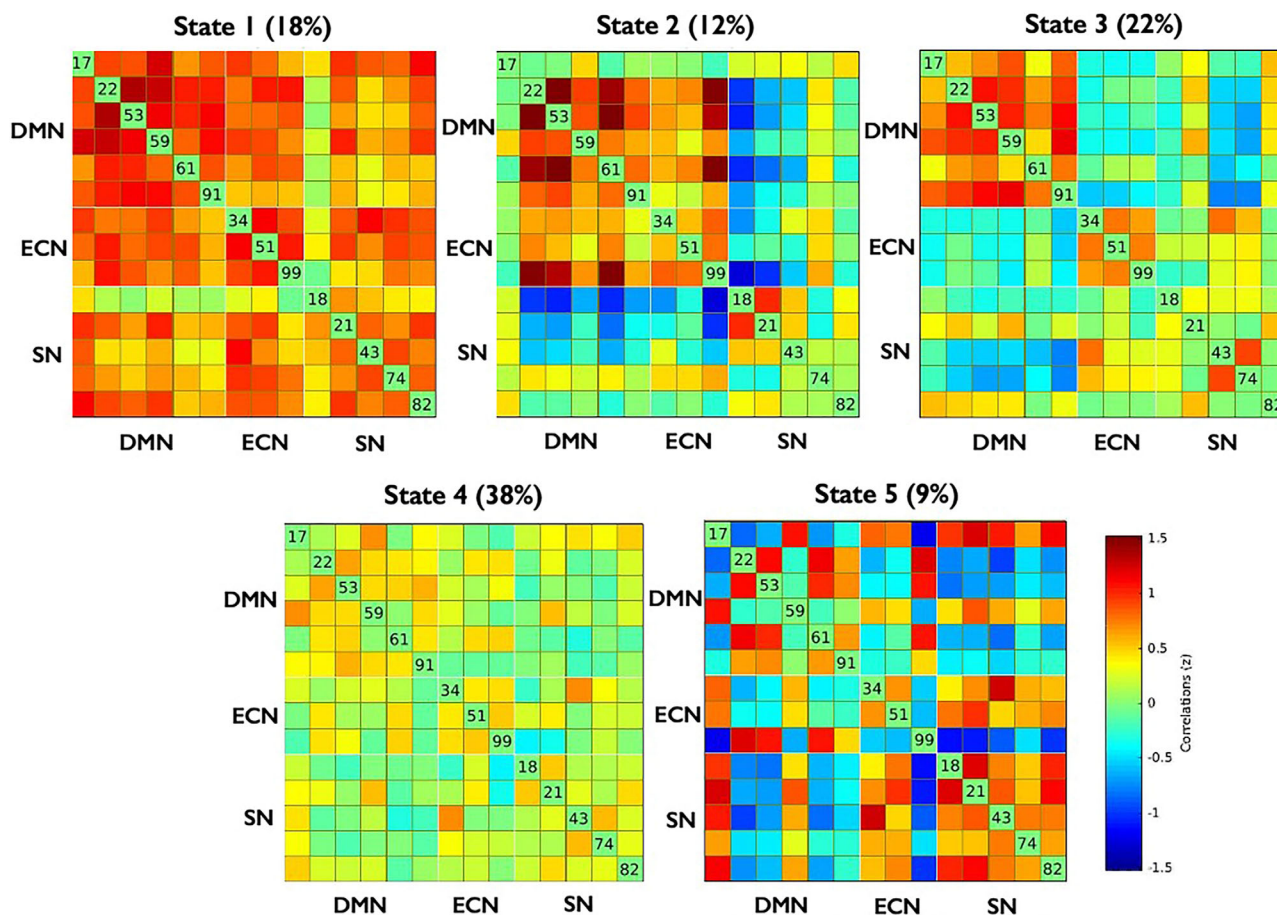 State 1 (18%)
State 2 (12%)
State 3 (22%)
17
22
53
DMN
59
61
91
34
ECN
51
99
18
21
SN
43
74
82
DMN ECN SN
17
22
53
DMN
59
61
91
34
ECN
51
99
18
21
SN
43
74
82
DMN ECN SN
17
22
53
DMN
59
61
91
34
ECN
51
99
18
21
SN
43
74
82
DMN ECN SN
State 4 (38%)
State 5 (9%)
17
22
53
DMN
59
61
91
34
ECN
51
99
18
21
SN
43
74
82
DMN ECN SN
17
22
53
DMN
59
61
91
34
ECN
51
99
18
21
SN
43
74
82
DMN ECN SN
1.5
1
0.5
0
-0.5
-1
-1.5
Correlations (z)